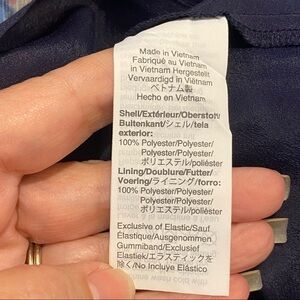 Made in Vietnam
Fabriqué au Vietnam
in Vietnam Hergestellt
Vervaardigd in Viëtnam
ベトナム製
Hecho en Vietnam
Shell/Extérieur/Oberstoff/
Buitenkant/シェル/tela
exterior:
100% Polyester/Polyester/
Polyester/Polyester/
ポリエステル/poliéster
Lining/Doublure/Futter/
Voering/ライニング/forro:
100% Polyester/Polyester/
Polyester/Polyester/
ポリエステル/poliéster
Exclusive of Elastic/Sauf
Élastique/Ausgenommen
Gummiband/Exclusief
Elastiek/エラスティックを
除く/No Incluye Elástico